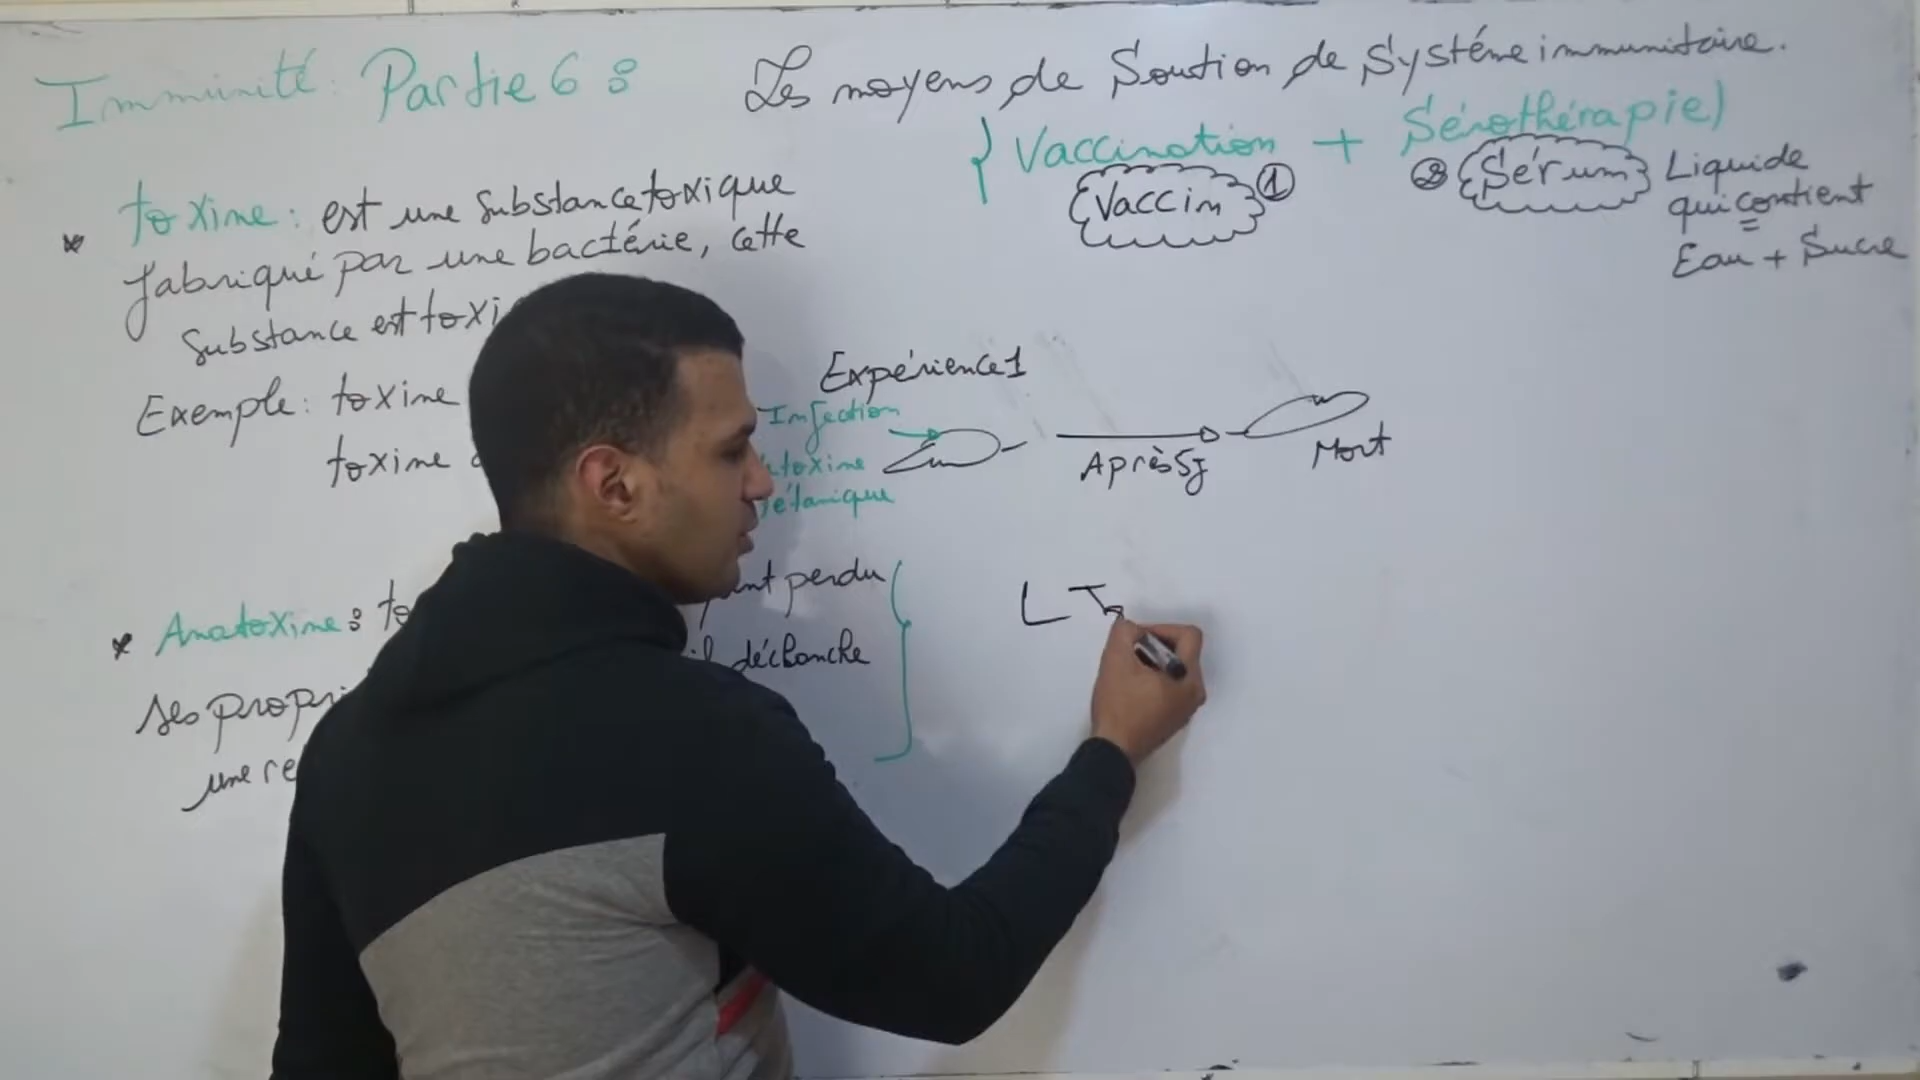 Immunité : Partie 6 :
Les moyens de Soution de Systéme immunitaire.
{ Vaccination + Sérothérapie)
Vaccin ①
② Sérum
Liquide
qui contient
Eau + Sucre
* toxine : est une Substance toxique
fabriqué par une bactérie, cette
Substance est toxi
Exemple : toxine
toxine
Expérience 1
Infection
toxine
tétanique
Après 5j
Mort
* Anatoxine : to
perdu
ses propri
déchanche
une re
LT